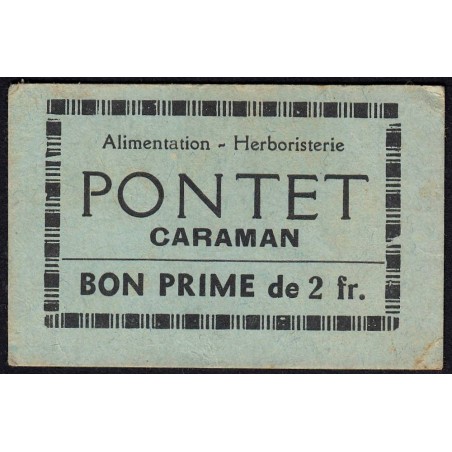 Alimentation - Herboristerie
PONTET
CARAMAN
BON PRIME de 2 fr.